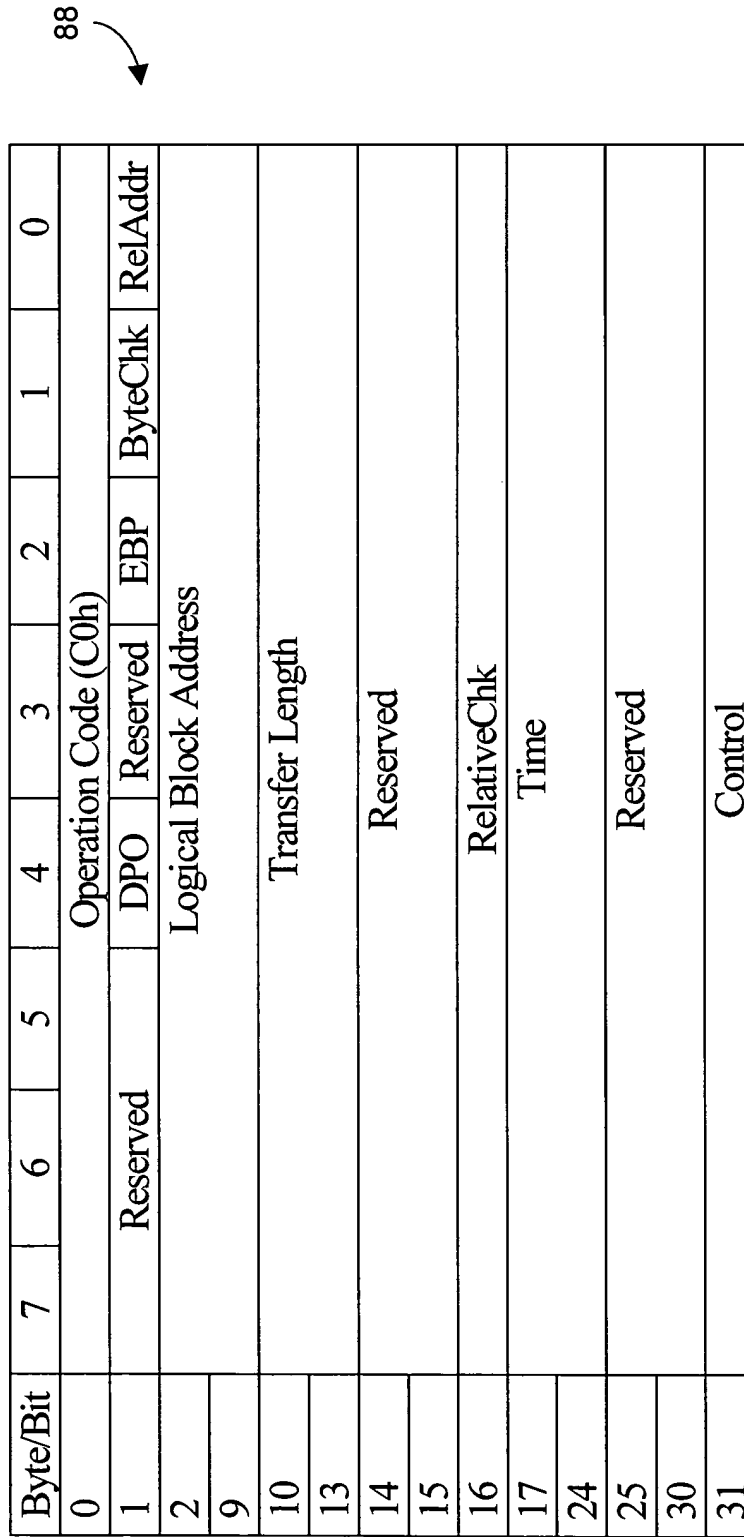 88
Byte/Bit 7 6 5 4 3 2 1 0
0 Operation Code (C0h)
1 Reserved DPO Reserved EBP ByteChk RelAddr
2 Logical Block Address
9
10 Transfer Length
13
14 Reserved
15
16 RelativeChk
17 Time
24
25 Reserved
30
31 Control